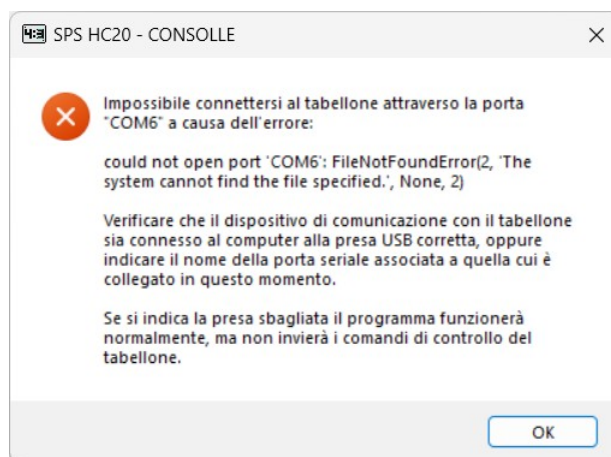 4:3 SPS HC20 - CONSOLLE
Impossibile connettersi al tabellone attraverso la porta
"COM6" a causa dell'errore:
could not open port 'COM6': FileNotFoundError(2, 'The
system cannot find the file specified.', None, 2)
Verificare che il dispositivo di comunicazione con il tabellone
sia connesso al computer alla presa USB corretta, oppure
indicare il nome della porta seriale associata a quella cui è
collegato in questo momento.
Se si indica la presa sbagliata il programma funzionerà
normalmente, ma non invierà i comandi di controllo del
tabellone.
OK